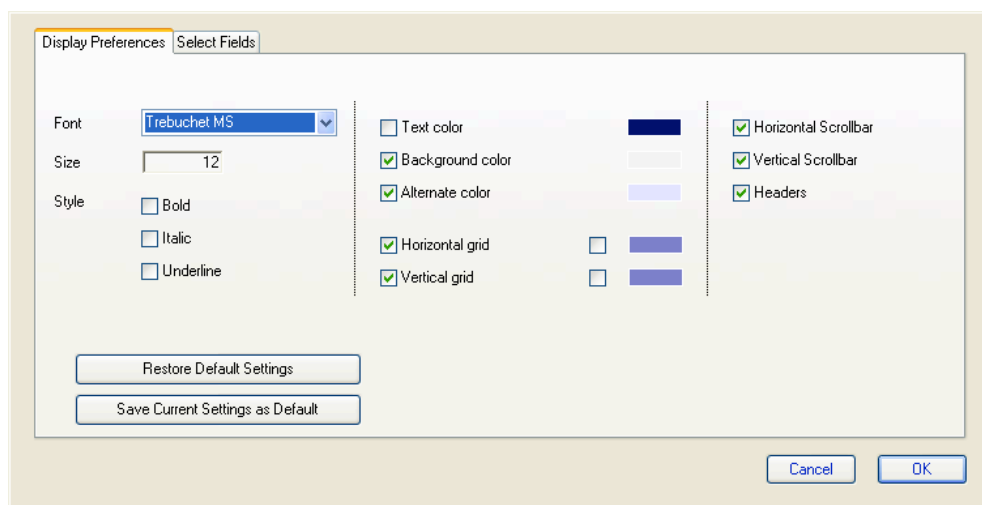 Display Preferences Select Fields
Font Trebuchet MS
Size 12
Style
Bold
Italic
Underline
Text color
Background color
Alternate color
Horizontal grid
Vertical grid
Horizontal Scrollbar
Vertical Scrollbar
Headers
Restore Default Settings
Save Current Settings as Default
Cancel OK